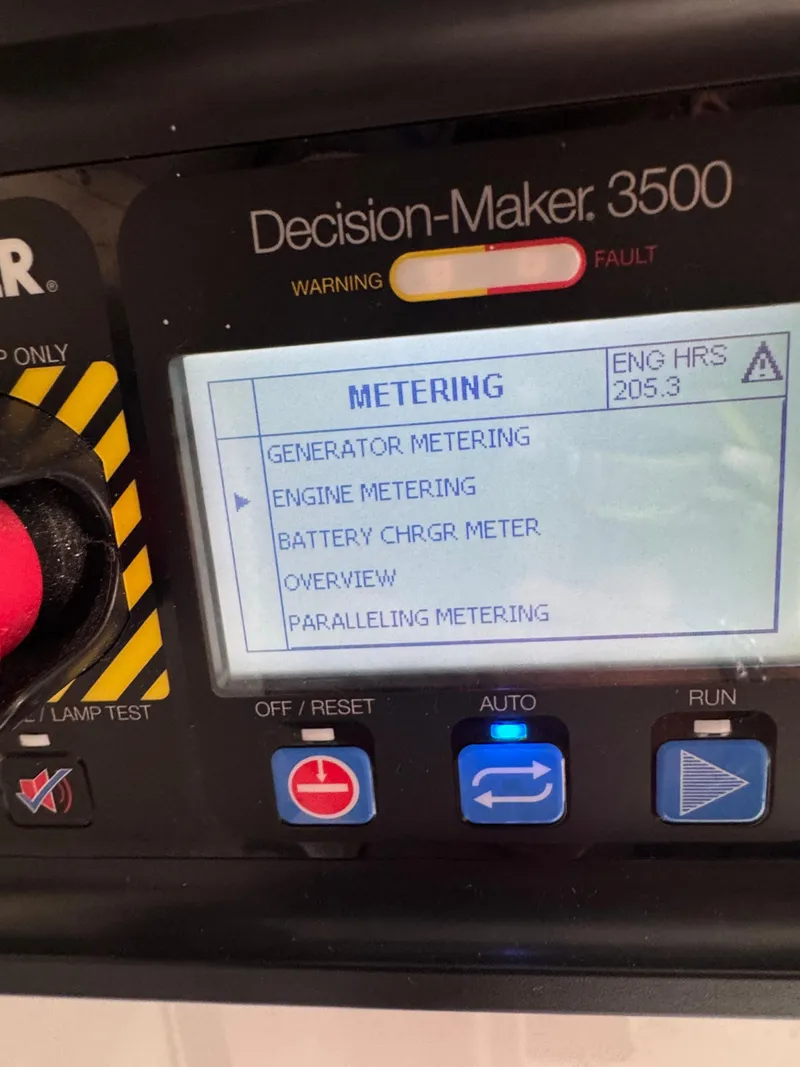 Decision-Maker® 3500
WARNING
FAULT
R®
P ONLY
METERING
ENG HRS
205.3
GENERATOR METERING
ENGINE METERING
BATTERY CHRGR METER
OVERVIEW
PARALLELING METERING
/ LAMP TEST
OFF / RESET
AUTO
RUN